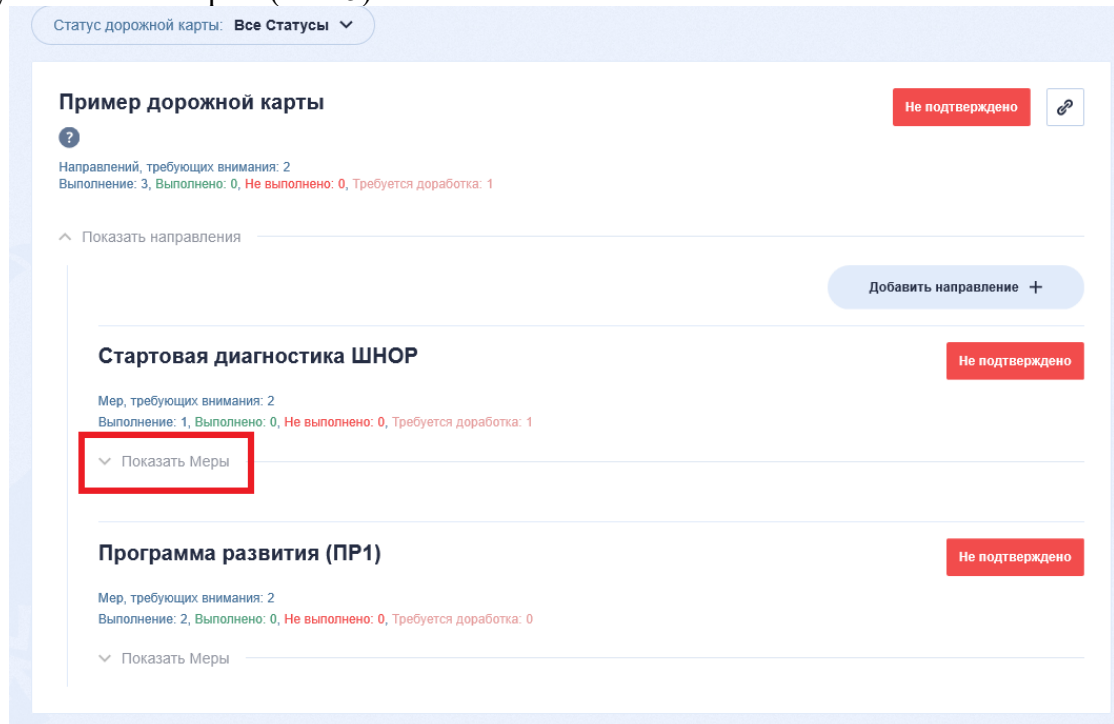 Статус дорожной карты: Все Статусы
Пример дорожной карты
Не подтверждено
?
Направлений, требующих внимания: 2
Выполнение: 3, Выполнено: 0, Не выполнено: 0, Требуется доработка: 1
Показать направления
Добавить направление +
Стартовая диагностика ШНОР
Не подтверждено
Мер, требующих внимания: 2
Выполнение: 1, Выполнено: 0, Не выполнено: 0, Требуется доработка: 1
Показать Меры
Программа развития (ПР1)
Не подтверждено
Мер, требующих внимания: 2
Выполнение: 2, Выполнено: 0, Не выполнено: 0, Требуется доработка: 0
Показать Меры